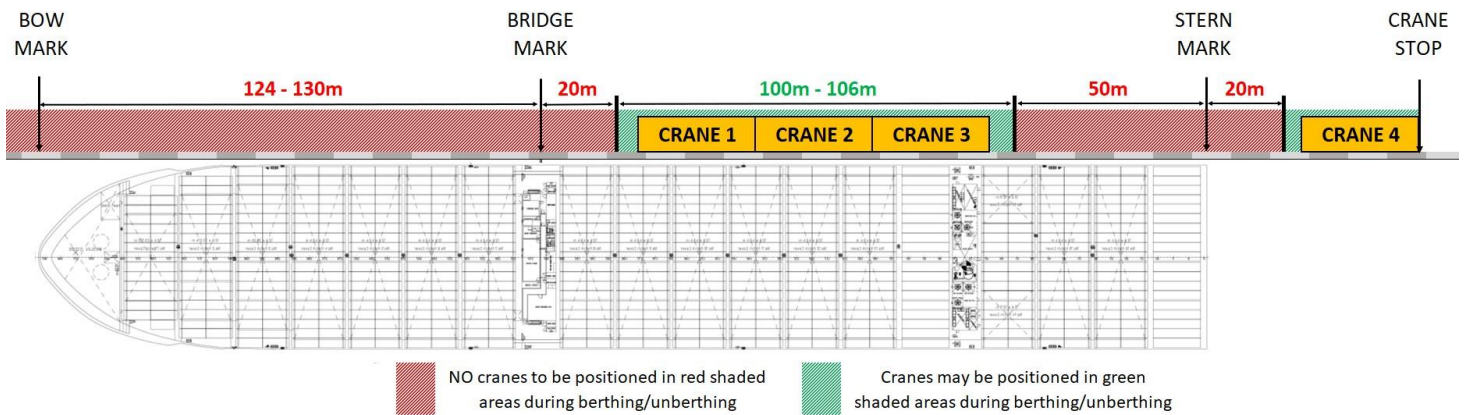 BOW
MARK
BRIDGE
MARK
STERN
MARK
CRANE
STOP
124 - 130m
20m
100m - 106m
50m
20m
CRANE 1
CRANE 2
CRANE 3
CRANE 4
NO cranes to be positioned in red shaded
areas during berthing/unberthing
Cranes may be positioned in green
shaded areas during berthing/unberthing